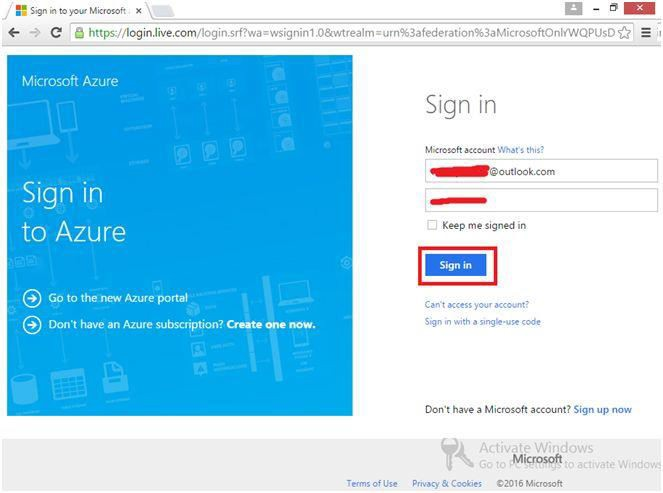 Sign in to your Microsoft
https://login.live.com/login.srf?wa=wsignin1.0&wtrealm=urn%3afederation%3aMicrosoftOnlYWQPUsD
Microsoft Azure
Sign in
to Azure
Go to the new Azure portal
Don't have an Azure subscription? Create one now.
Sign in
Microsoft account What's this?
@outlook.com
Keep me signed in
Sign in
Can't access your account?
Sign in with a single-use code
Don't have a Microsoft account? Sign up now
Activate Windows
Microsoft
Go to PC settings to activate Windows
Terms of Use Privacy & Cookies ©2016 Microsoft